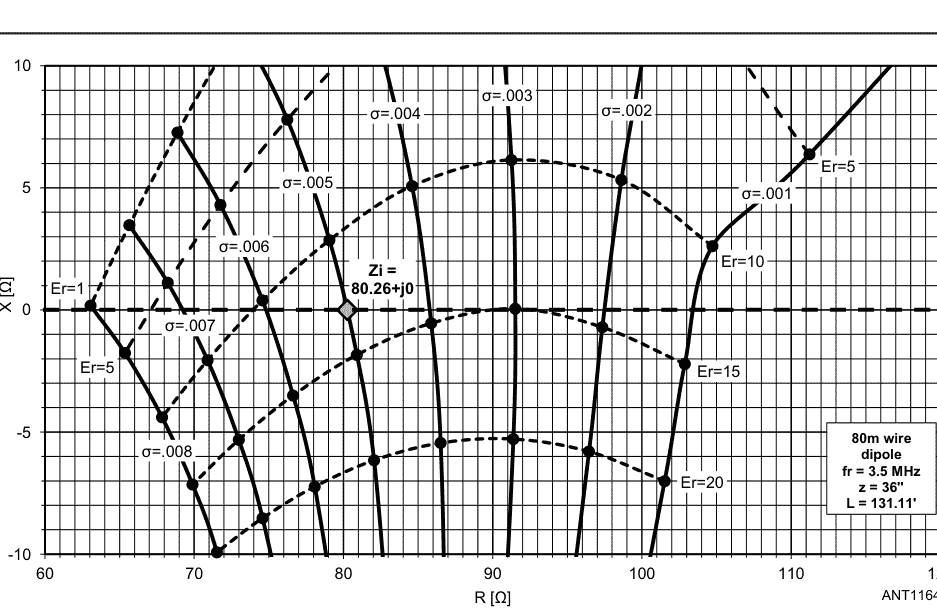 10
σ=.003
σ=.004
σ=.002
Er=5
σ=.005
σ=.001
5
σ=.006
Er=10
Zi =
80.26+j0
Er=1
X [Ω]
0
σ=.007
Er=5
Er=15
-5
σ=.008
Er=20
80m wire
dipole
fr = 3.5 MHz
z = 36"
L = 131.11'
-10
60 70 80 90 100 110
R [Ω]
ANT1164